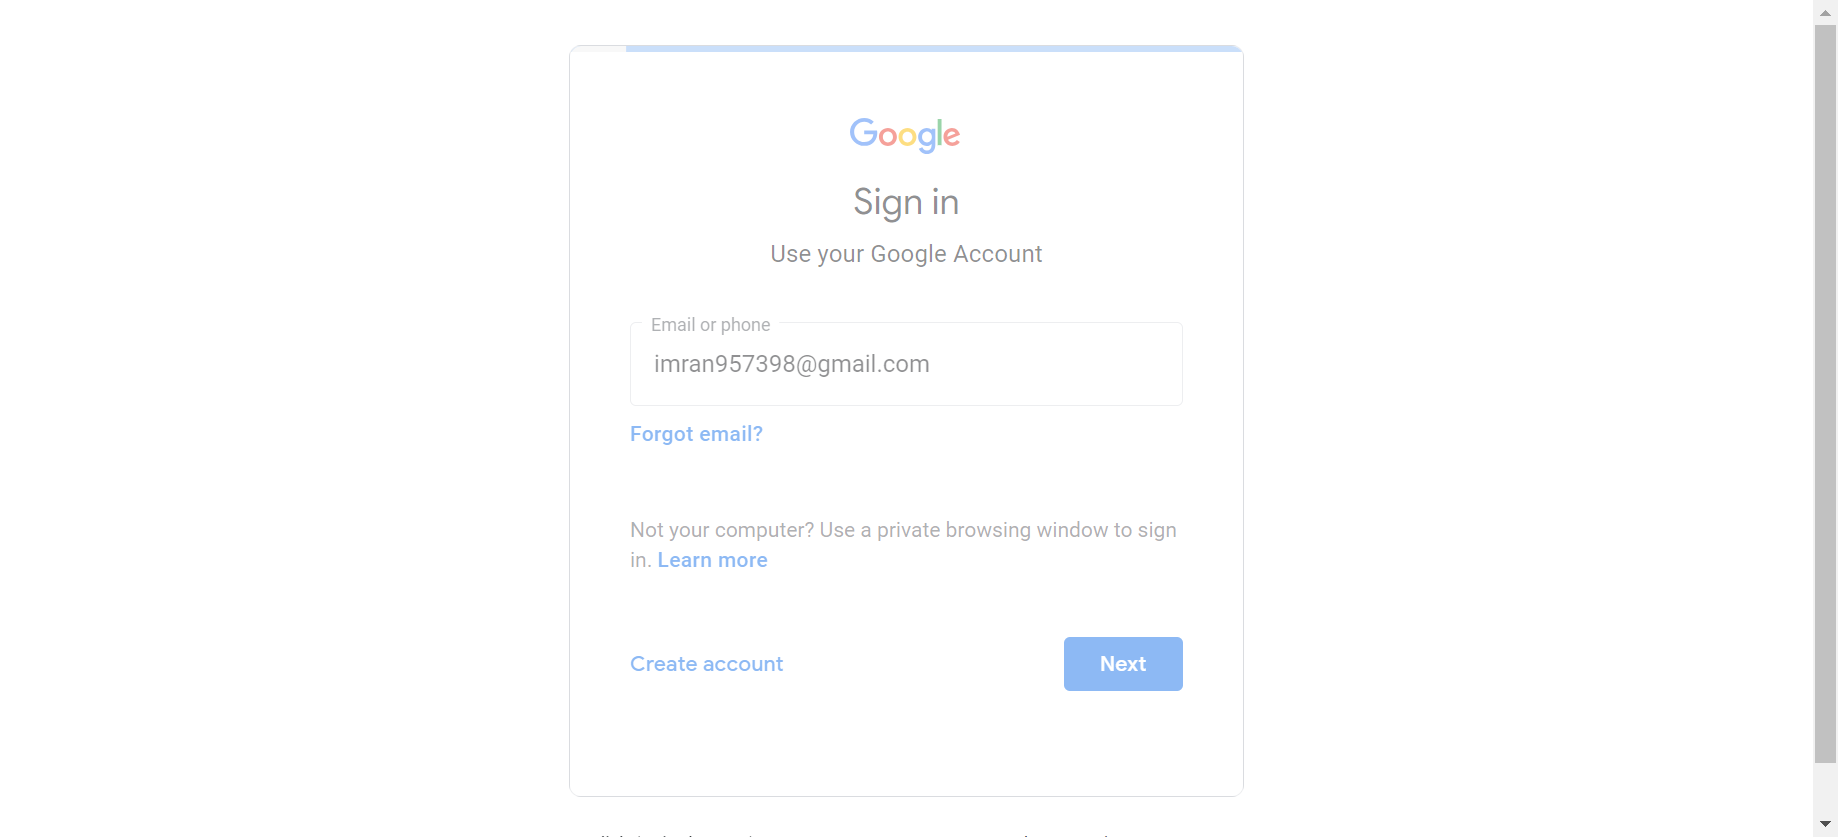 Google
Sign in
Use your Google Account
Email or phone
imran957398@gmail.com
Forgot email?
Not your computer? Use a private browsing window to sign
in. Learn more
Create account
Next